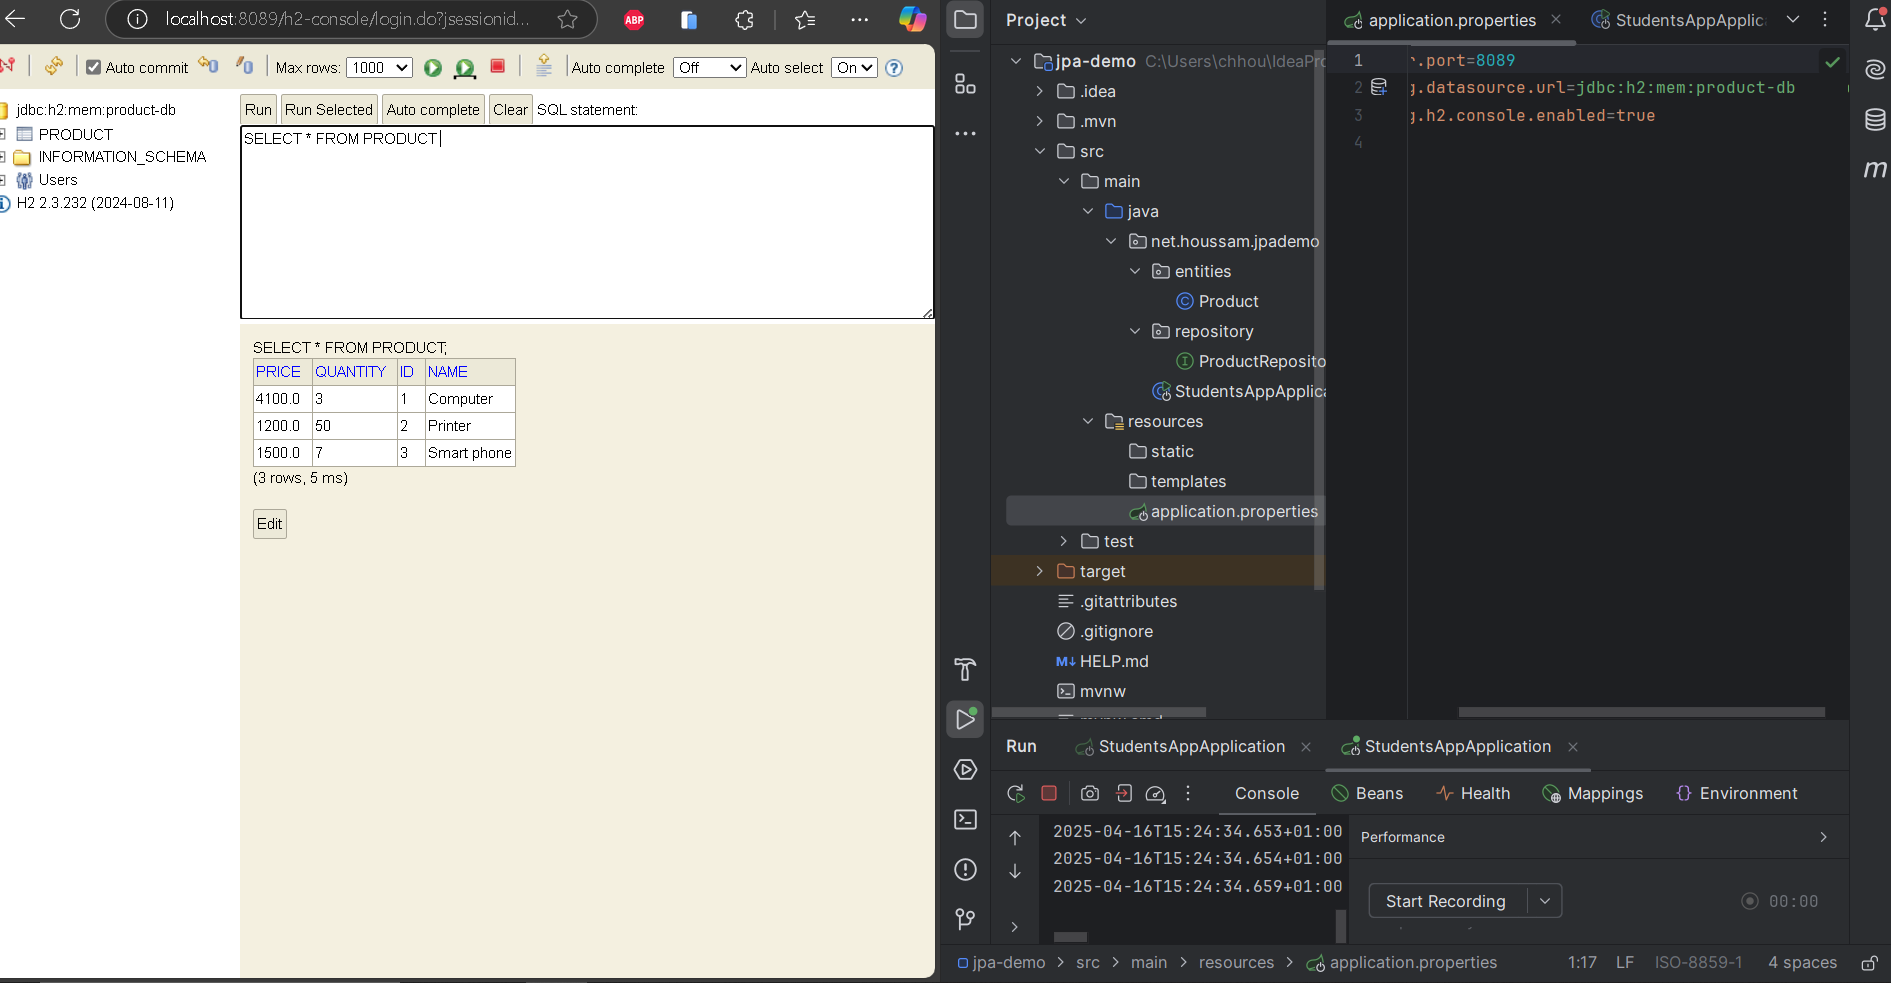 localhost:8089/h2-console/login.do?jsessionid...
ABP
Auto commit
Max rows: 1000
Auto complete Off
Auto select On
jdbc:h2:mem:product-db
PRODUCT
INFORMATION_SCHEMA
Users
H2 2.3.232 (2024-08-11)
Run Run Selected Auto complete Clear SQL statement:
SELECT * FROM PRODUCT
SELECT * FROM PRODUCT;
PRICE QUANTITY ID NAME
4100.0 3 1 Computer
1200.0 50 2 Printer
1500.0 7 3 Smart phone
(3 rows, 5 ms)
Edit
Project
jpa-demo C:\Users\chhou\IdeaPro
.idea
.mvn
src
main
java
net.houssam.jpademo
entities
Product
repository
ProductReposito
StudentsAppApplica
resources
static
templates
application.properties
test
target
.gitattributes
.gitignore
HELP.md
mvnw
application.properties StudentsAppApplic
1 r.port=8089
2 g.datasource.url=jdbc:h2:mem:product-db
3 g.h2.console.enabled=true
4
m
Run StudentsAppApplication StudentsAppApplication
Console Beans Health Mappings Environment
2025-04-16T15:24:34.653+01:00
2025-04-16T15:24:34.654+01:00
2025-04-16T15:24:34.659+01:00
Performance
Start Recording 00:00
jpa-demo > src > main > resources > application.properties 1:17 LF ISO-8859-1 4 spaces